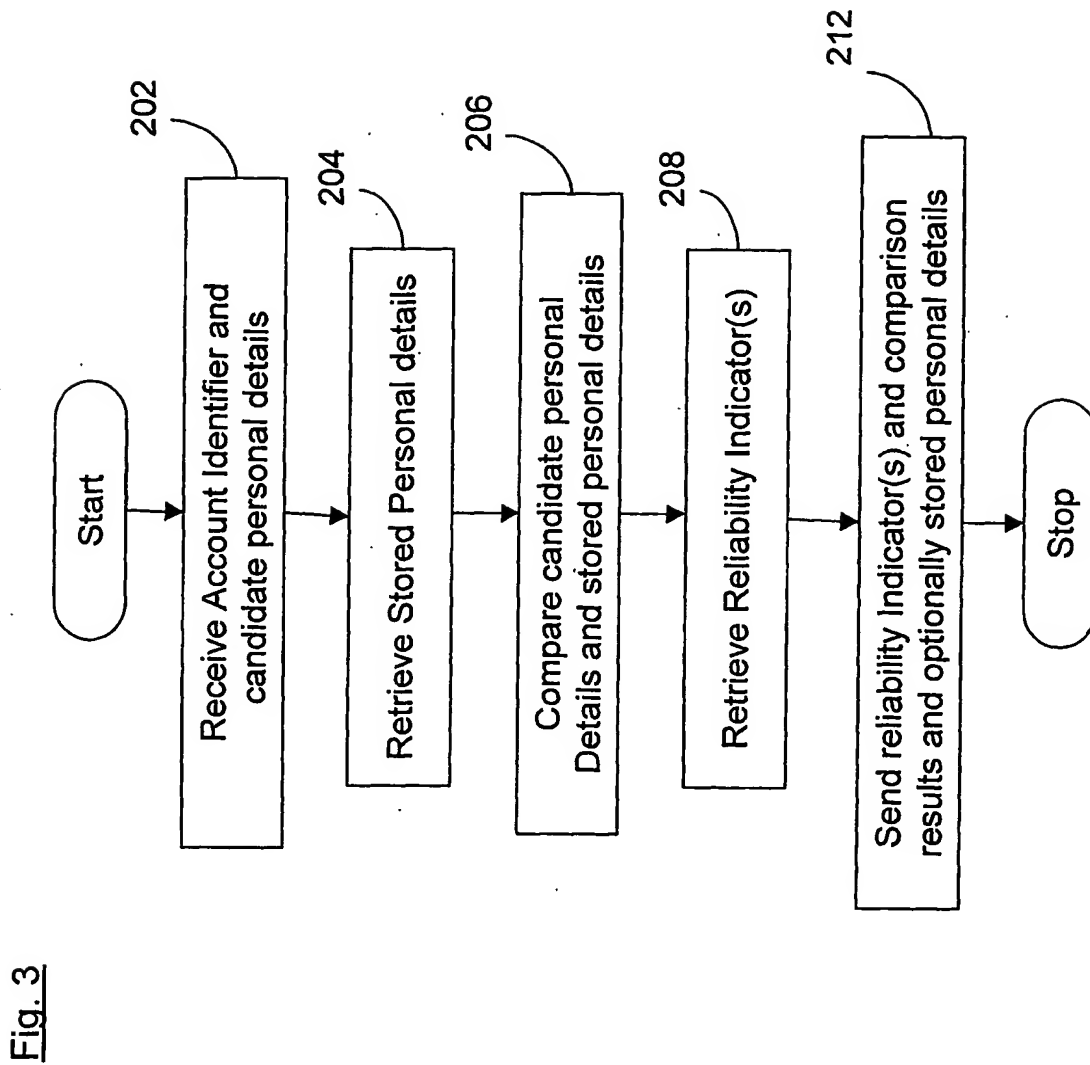 Fig. 3
Start
202
Receive Account Identifier and
candidate personal details
204
Retrieve Stored Personal details
206
Compare candidate personal
Details and stored personal details
208
Retrieve Reliability Indicator(s)
212
Send reliability Indicator(s) and comparison
results and optionally stored personal details
Stop